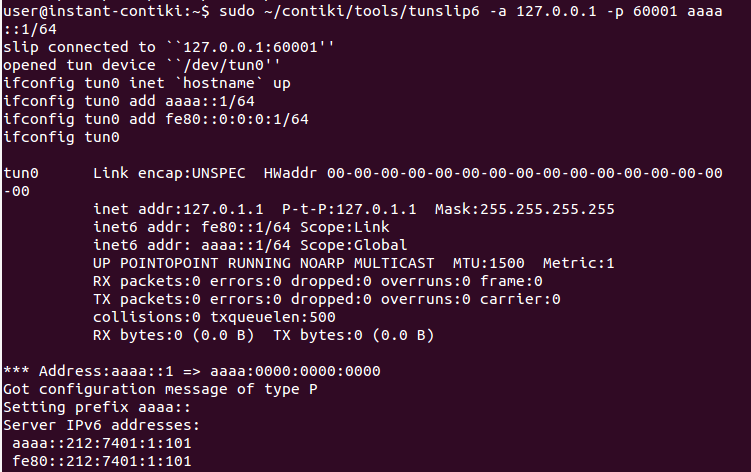 user@instant-contiki:~$ sudo ~/contiki/tools/tunslip6 -a 127.0.0.1 -p 60001 aaaa
::1/64
slip connected to ``127.0.0.1:60001''
opened tun device ``/dev/tun0''
ifconfig tun0 inet `hostname` up
ifconfig tun0 add aaaa::1/64
ifconfig tun0 add fe80::0:0:0:1/64
ifconfig tun0

tun0      Link encap:UNSPEC  HWaddr 00-00-00-00-00-00-00-00-00-00-00-00-00-00-00
-00
          inet addr:127.0.1.1  P-t-P:127.0.1.1  Mask:255.255.255.255
          inet6 addr: fe80::1/64 Scope:Link
          inet6 addr: aaaa::1/64 Scope:Global
          UP POINTOPOINT RUNNING NOARP MULTICAST  MTU:1500  Metric:1
          RX packets:0 errors:0 dropped:0 overruns:0 frame:0
          TX packets:0 errors:0 dropped:0 overruns:0 carrier:0
          collisions:0 txqueuelen:500
          RX bytes:0 (0.0 B)  TX bytes:0 (0.0 B)

*** Address:aaaa::1 => aaaa:0000:0000:0000
Got configuration message of type P
Setting prefix aaaa::
Server IPv6 addresses:
 aaaa::212:7401:1:101
 fe80::212:7401:1:101